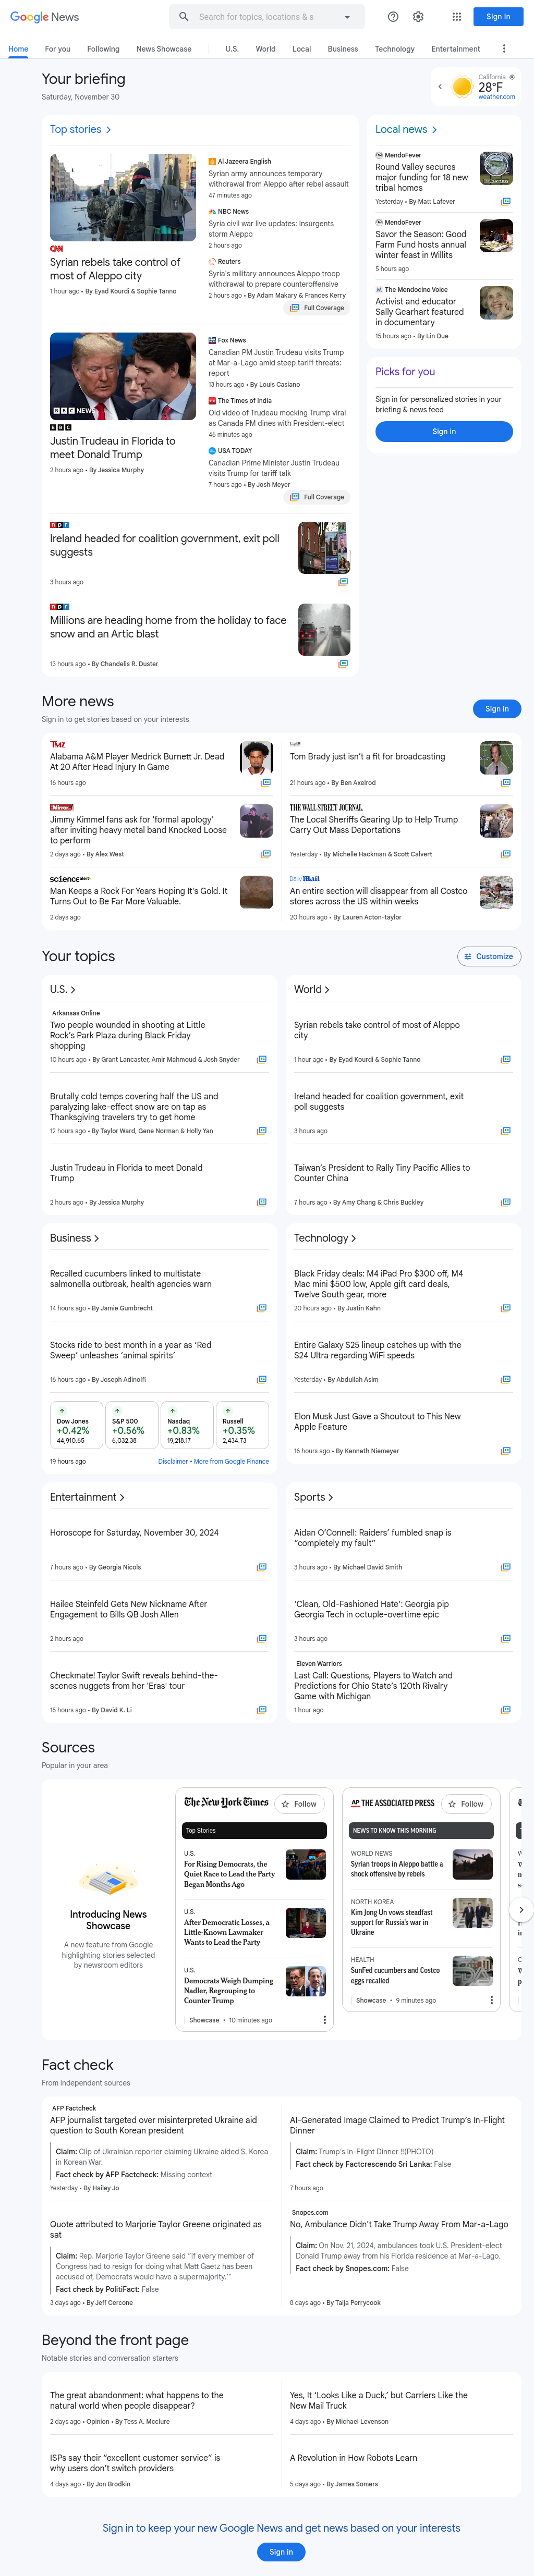 Google News
Search for topics, locations & s
Sign in
Home
For you
Following
News Showcase
U.S.
World
Local
Business
Technology
Entertainment
Your briefing
Saturday, November 30
California
28°F
weather.com
Top stories
CNN
Syrian rebels take control of
most of Aleppo city
1 hour ago • By Eyad Kourdi & Sophie Tanno
Al Jazeera English
Syrian army announces temporary
withdrawal from Aleppo after rebel assault
47 minutes ago
NBC News
Syria civil war live updates: Insurgents
storm Aleppo
2 hours ago
Reuters
Syria's military announces Aleppo troop
withdrawal to prepare counteroffensive
2 hours ago • By Adam Makary & Frances Kerry
Full Coverage
BBC NEWS
BBC
Justin Trudeau in Florida to
meet Donald Trump
2 hours ago • By Jessica Murphy
Fox News
Canadian PM Justin Trudeau visits Trump
at Mar-a-Lago amid steep tariff threats:
report
13 hours ago • By Louis Casiano
The Times of India
Old video of Trudeau mocking Trump viral
as Canada PM dines with President-elect
46 minutes ago
USA TODAY
Canadian Prime Minister Justin Trudeau
visits Trump for tariff talk
7 hours ago • By Josh Meyer
Full Coverage
npr
Ireland headed for coalition government, exit poll
suggests
3 hours ago
npr
Millions are heading home from the holiday to face
snow and an Artic blast
13 hours ago • By Chandelis R. Duster
Local news
MendoFever
Round Valley secures
major funding for 18 new
tribal homes
Yesterday • By Matt Lafever
MendoFever
Savor the Season: Good
Farm Fund hosts annual
winter feast in Willits
5 hours ago
The Mendocino Voice
Activist and educator
Sally Gearhart featured
in documentary
15 hours ago • By Lin Due
Picks for you
Sign in for personalized stories in your
briefing & news feed
Sign in
More news
Sign in to get stories based on your interests
Sign in
TMZ
Alabama A&M Player Medrick Burnett Jr. Dead
At 20 After Head Injury In Game
16 hours ago
Tom Brady just isn't a fit for broadcasting
21 hours ago • By Ben Axelrod
Mirror
Jimmy Kimmel fans ask for 'formal apology'
after inviting heavy metal band Knocked Loose
to perform
2 days ago • By Alex West
THE WALL STREET JOURNAL.
The Local Sheriffs Gearing Up to Help Trump
Carry Out Mass Deportations
Yesterday • By Michelle Hackman & Scott Calvert
science alert
Man Keeps a Rock For Years Hoping It's Gold. It
Turns Out to Be Far More Valuable.
2 days ago
Daily Mail
An entire section will disappear from all Costco
stores across the US within weeks
20 hours ago • By Lauren Acton-taylor
Your topics
Customize
U.S.
Arkansas Online
Two people wounded in shooting at Little
Rock's Park Plaza during Black Friday
shopping
10 hours ago • By Grant Lancaster, Amir Mahmoud & Josh Snyder
Brutally cold temps covering half the US and
paralyzing lake-effect snow are on tap as
Thanksgiving travelers try to get home
12 hours ago • By Taylor Ward, Gene Norman & Holly Yan
Justin Trudeau in Florida to meet Donald
Trump
2 hours ago • By Jessica Murphy
World
Syrian rebels take control of most of Aleppo
city
1 hour ago • By Eyad Kourdi & Sophie Tanno
Ireland headed for coalition government, exit
poll suggests
3 hours ago
Taiwan's President to Rally Tiny Pacific Allies to
Counter China
7 hours ago • By Amy Chang & Chris Buckley
Business
Recalled cucumbers linked to multistate
salmonella outbreak, health agencies warn
14 hours ago • By Jamie Gumbrecht
Stocks ride to best month in a year as 'Red
Sweep' unleashes 'animal spirits'
16 hours ago • By Joseph Adinolfi
Dow Jones
+0.42%
44,910.65
S&P 500
+0.56%
6,032.38
Nasdaq
+0.83%
19,218.17
Russell
+0.35%
2,434.73
19 hours ago
Disclaimer • More from Google Finance
Technology
Black Friday deals: M4 iPad Pro $300 off, M4
Mac mini $500 low, Apple gift card deals,
Twelve South gear, more
20 hours ago • By Justin Kahn
Entire Galaxy S25 lineup catches up with the
S24 Ultra regarding WiFi speeds
Yesterday • By Abdullah Asim
Elon Musk Just Gave a Shoutout to This New
Apple Feature
16 hours ago • By Kenneth Niemeyer
Entertainment
Horoscope for Saturday, November 30, 2024
7 hours ago • By Georgia Nicols
Hailee Steinfeld Gets New Nickname After
Engagement to Bills QB Josh Allen
2 hours ago
Checkmate! Taylor Swift reveals behind-the-
scenes nuggets from her 'Eras' tour
15 hours ago • By David K. Li
Sports
Aidan O'Connell: Raiders' fumbled snap is
"completely my fault"
3 hours ago • By Michael David Smith
'Clean, Old-Fashioned Hate': Georgia pip
Georgia Tech in octuple-overtime epic
3 hours ago
Eleven Warriors
Last Call: Questions, Players to Watch and
Predictions for Ohio State's 120th Rivalry
Game with Michigan
1 hour ago
Sources
Popular in your area
Introducing News
Showcase
A new feature from Google
highlighting stories selected
by newsroom editors
The New York Times
Follow
Top Stories
U.S.
For Rising Democrats, the
Quiet Race to Lead the Party
Began Months Ago
U.S.
After Democratic Losses, a
Little-Known Lawmaker
Wants to Lead the Party
U.S.
Democrats Weigh Dumping
Nadler, Regrouping to
Counter Trump
Showcase • 10 minutes ago
AP THE ASSOCIATED PRESS
Follow
NEWS TO KNOW THIS MORNING
WORLD NEWS
Syrian troops in Aleppo battle a
shock offensive by rebels
NORTH KOREA
Kim Jong Un vows steadfast
support for Russia's war in
Ukraine
HEALTH
SunFed cucumbers and Costco
eggs recalled
Showcase • 9 minutes ago
Fact check
From independent sources
AFP Factcheck
AFP journalist targeted over misinterpreted Ukraine aid
question to South Korean president
Claim: Clip of Ukrainian reporter claiming Ukraine aided S. Korea
in Korean War.
Fact check by AFP Factcheck: Missing context
Yesterday • By Hailey Jo
AI-Generated Image Claimed to Predict Trump's In-Flight
Dinner
Claim: Trump's In-Flight Dinner !!(PHOTO)
Fact check by Factcrescendo Sri Lanka: False
7 hours ago
Quote attributed to Marjorie Taylor Greene originated as
sat
Claim: Rep. Marjorie Taylor Greene said "if every member of
Congress had to resign for doing what Matt Gaetz has been
accused of, Democrats would have a supermajority.'"
Fact check by PolitiFact: False
3 days ago • By Jeff Cercone
Snopes.com
No, Ambulance Didn't Take Trump Away From Mar-a-Lago
Claim: On Nov. 21, 2024, ambulances took U.S. President-elect
Donald Trump away from his Florida residence at Mar-a-Lago.
Fact check by Snopes.com: False
8 days ago • By Taija Perrycook
Beyond the front page
Notable stories and conversation starters
The great abandonment: what happens to the
natural world when people disappear?
2 days ago • Opinion • By Tess A. Mcclure
Yes, It 'Looks Like a Duck,' but Carriers Like the
New Mail Truck
4 days ago • By Michael Levenson
ISPs say their "excellent customer service" is
why users don't switch providers
4 days ago • By Jon Brodkin
A Revolution in How Robots Learn
5 days ago • By James Somers
Sign in to keep your new Google News and get news based on your interests
Sign in